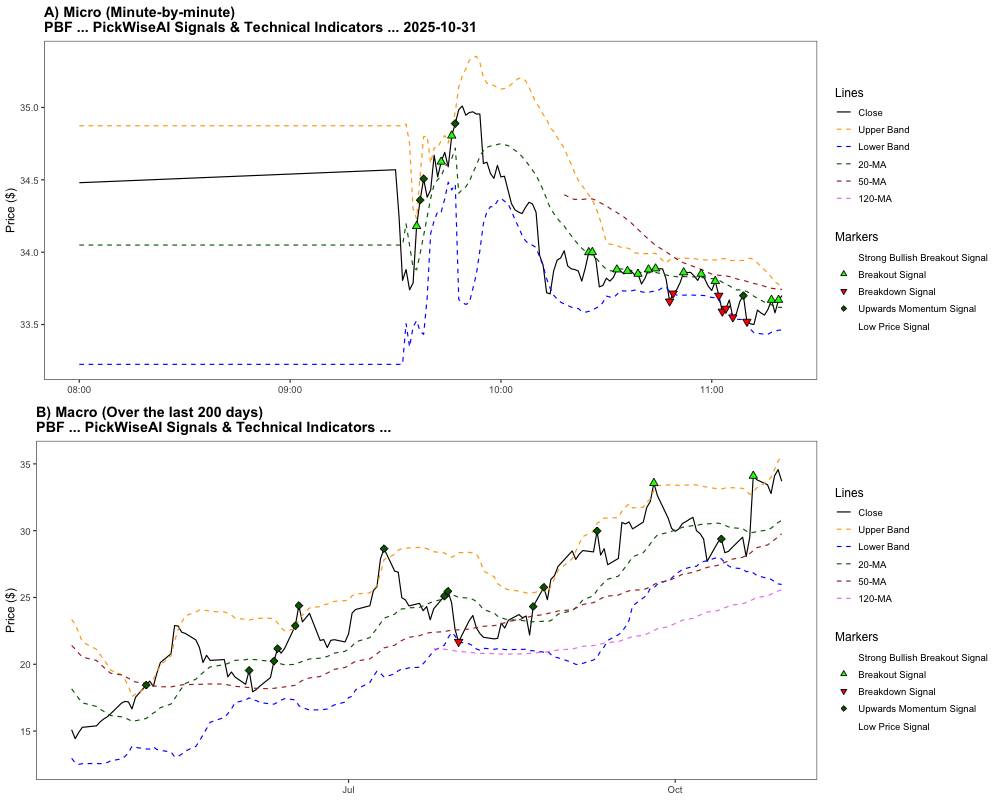 A) Micro (Minute-by-minute)
PBF ... PickWiseAI Signals & Technical Indicators ... 2025-10-31
Price ($)
35.0
34.5
34.0
33.5
08:00
09:00
10:00
11:00
Lines
Close
Upper Band
Lower Band
20-MA
50-MA
120-MA
Markers
Strong Bullish Breakout Signal
Breakout Signal
Breakdown Signal
Upwards Momentum Signal
Low Price Signal
B) Macro (Over the last 200 days)
PBF ... PickWiseAI Signals & Technical Indicators ...
Price ($)
35
30
25
20
15
Jul
Oct
Lines
Close
Upper Band
Lower Band
20-MA
50-MA
120-MA
Markers
Strong Bullish Breakout Signal
Breakout Signal
Breakdown Signal
Upwards Momentum Signal
Low Price Signal